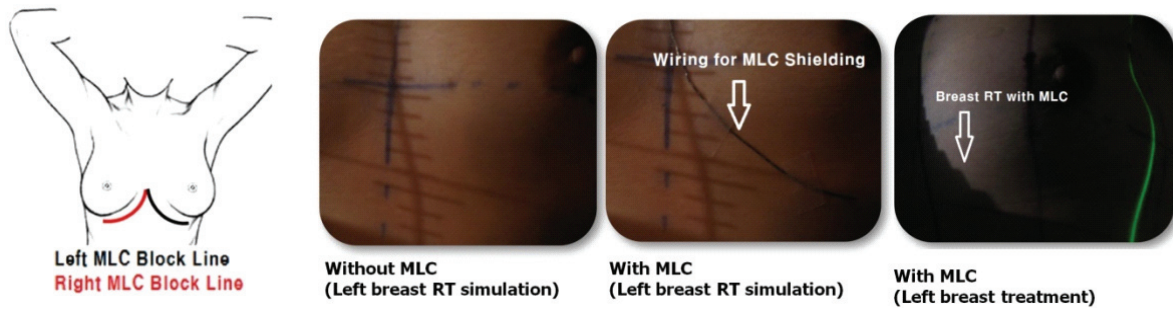 Left MLC Block Line
Right MLC Block Line
Without MLC
(Left breast RT simulation)
Wiring for MLC Shielding
With MLC
(Left breast RT simulation)
Breast RT with MLC
With MLC
(Left breast treatment)